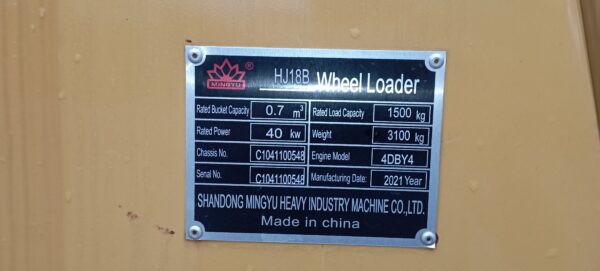 MINGYU ® HJ18B Wheel Loader
Rated Bucket Capacity 0.7 m³ Rated Load Capacity 1500 kg
Rated Power 40 kw Weight 3100 kg
Chassis No. C1041100548 Engine Model 4DBY4
Serial No. C1041100548 Manufacturing Date: 2021 Year
SHANDONG MINGYU HEAVY INDUSTRY MACHINE CO.,LTD.
Made in china